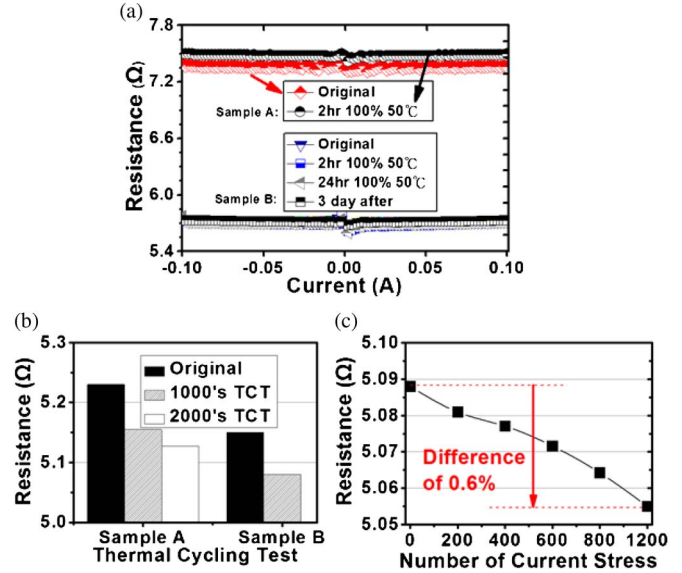 (a)
7.8
7.2
6.6
6.0
5.4
Resistance (Ω)
Original
2hr 100% 50℃
Sample A:
Original
2hr 100% 50℃
24hr 100% 50℃
3 day after
Sample B:
-0.10
-0.05
0.00
0.05
0.10
Current (A)
(b)
5.3
5.2
5.1
5.0
Resistance (Ω)
Original
1000's TCT
2000's TCT
Sample A
Sample B
Thermal Cycling Test
(c)
5.10
5.09
5.08
5.07
5.06
5.05
Resistance (Ω)
Difference
of 0.6%
0
200
400
600
800
1200
Number of Current Stress